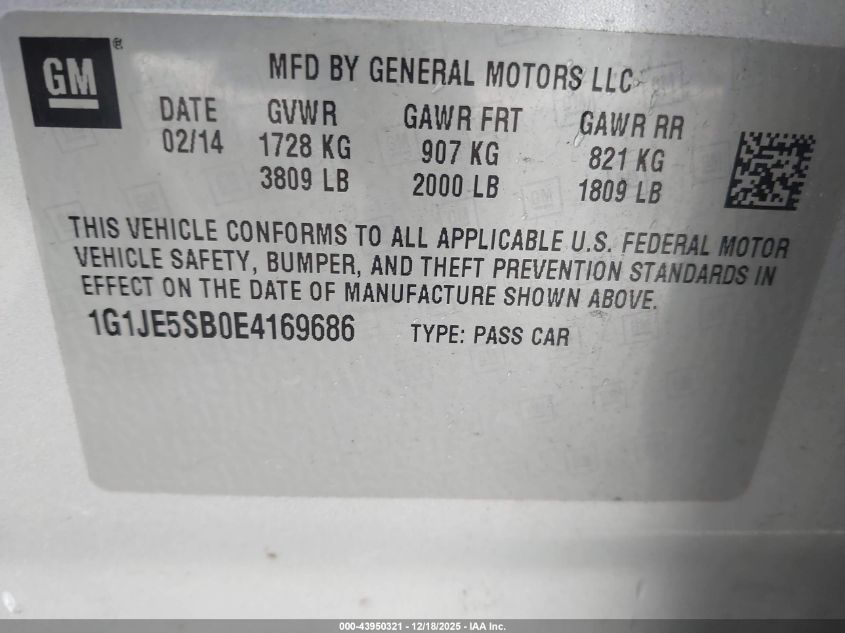 GM®
MFD BY GENERAL MOTORS LLC
DATE GVWR GAWR FRT GAWR RR
02/14 1728 KG 907 KG 821 KG
3809 LB 2000 LB 1809 LB
THIS VEHICLE CONFORMS TO ALL APPLICABLE U.S. FEDERAL MOTOR
VEHICLE SAFETY, BUMPER, AND THEFT PREVENTION STANDARDS IN
EFFECT ON THE DATE OF MANUFACTURE SHOWN ABOVE.
1G1JE5SB0E4169686 TYPE: PASS CAR
000-43950321 - 12/18/2025 - IAA Inc.